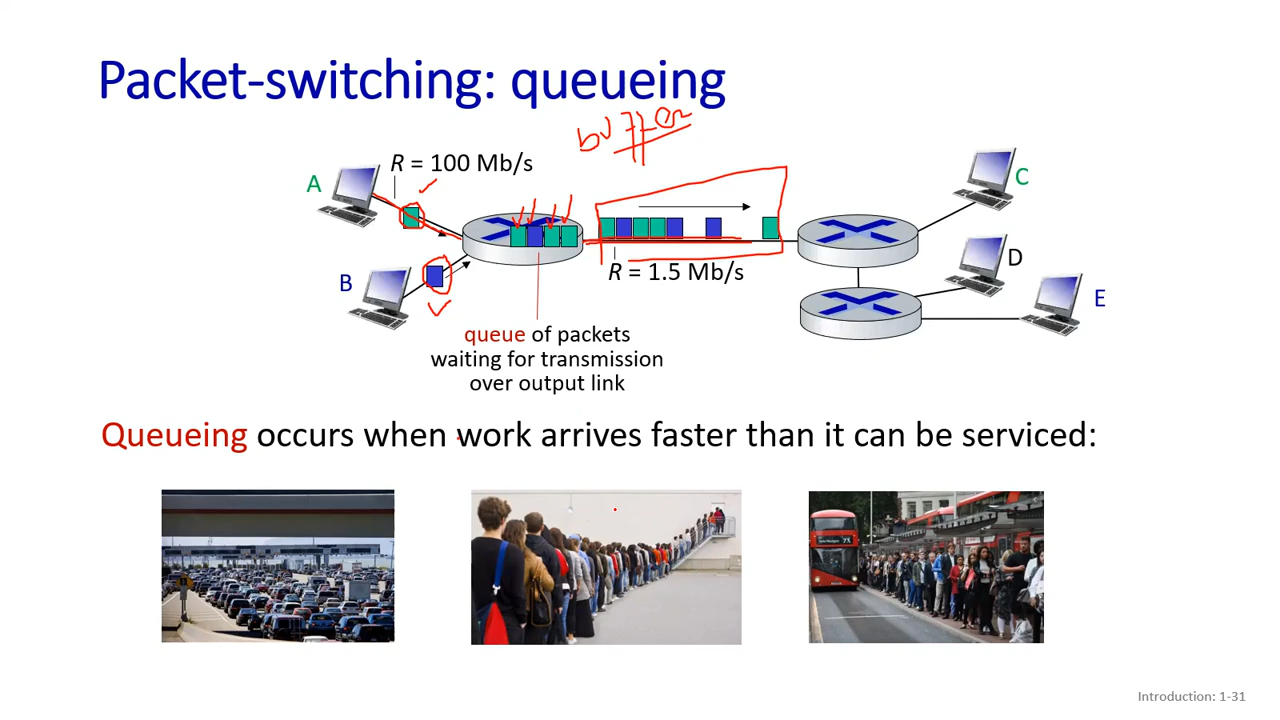 Packet-switching: queueing
buffer
R = 100 Mb/s
A
C
B
D
E
R = 1.5 Mb/s
queue of packets
waiting for transmission
over output link
Queueing occurs when work arrives faster than it can be serviced:
Introduction: 1-31